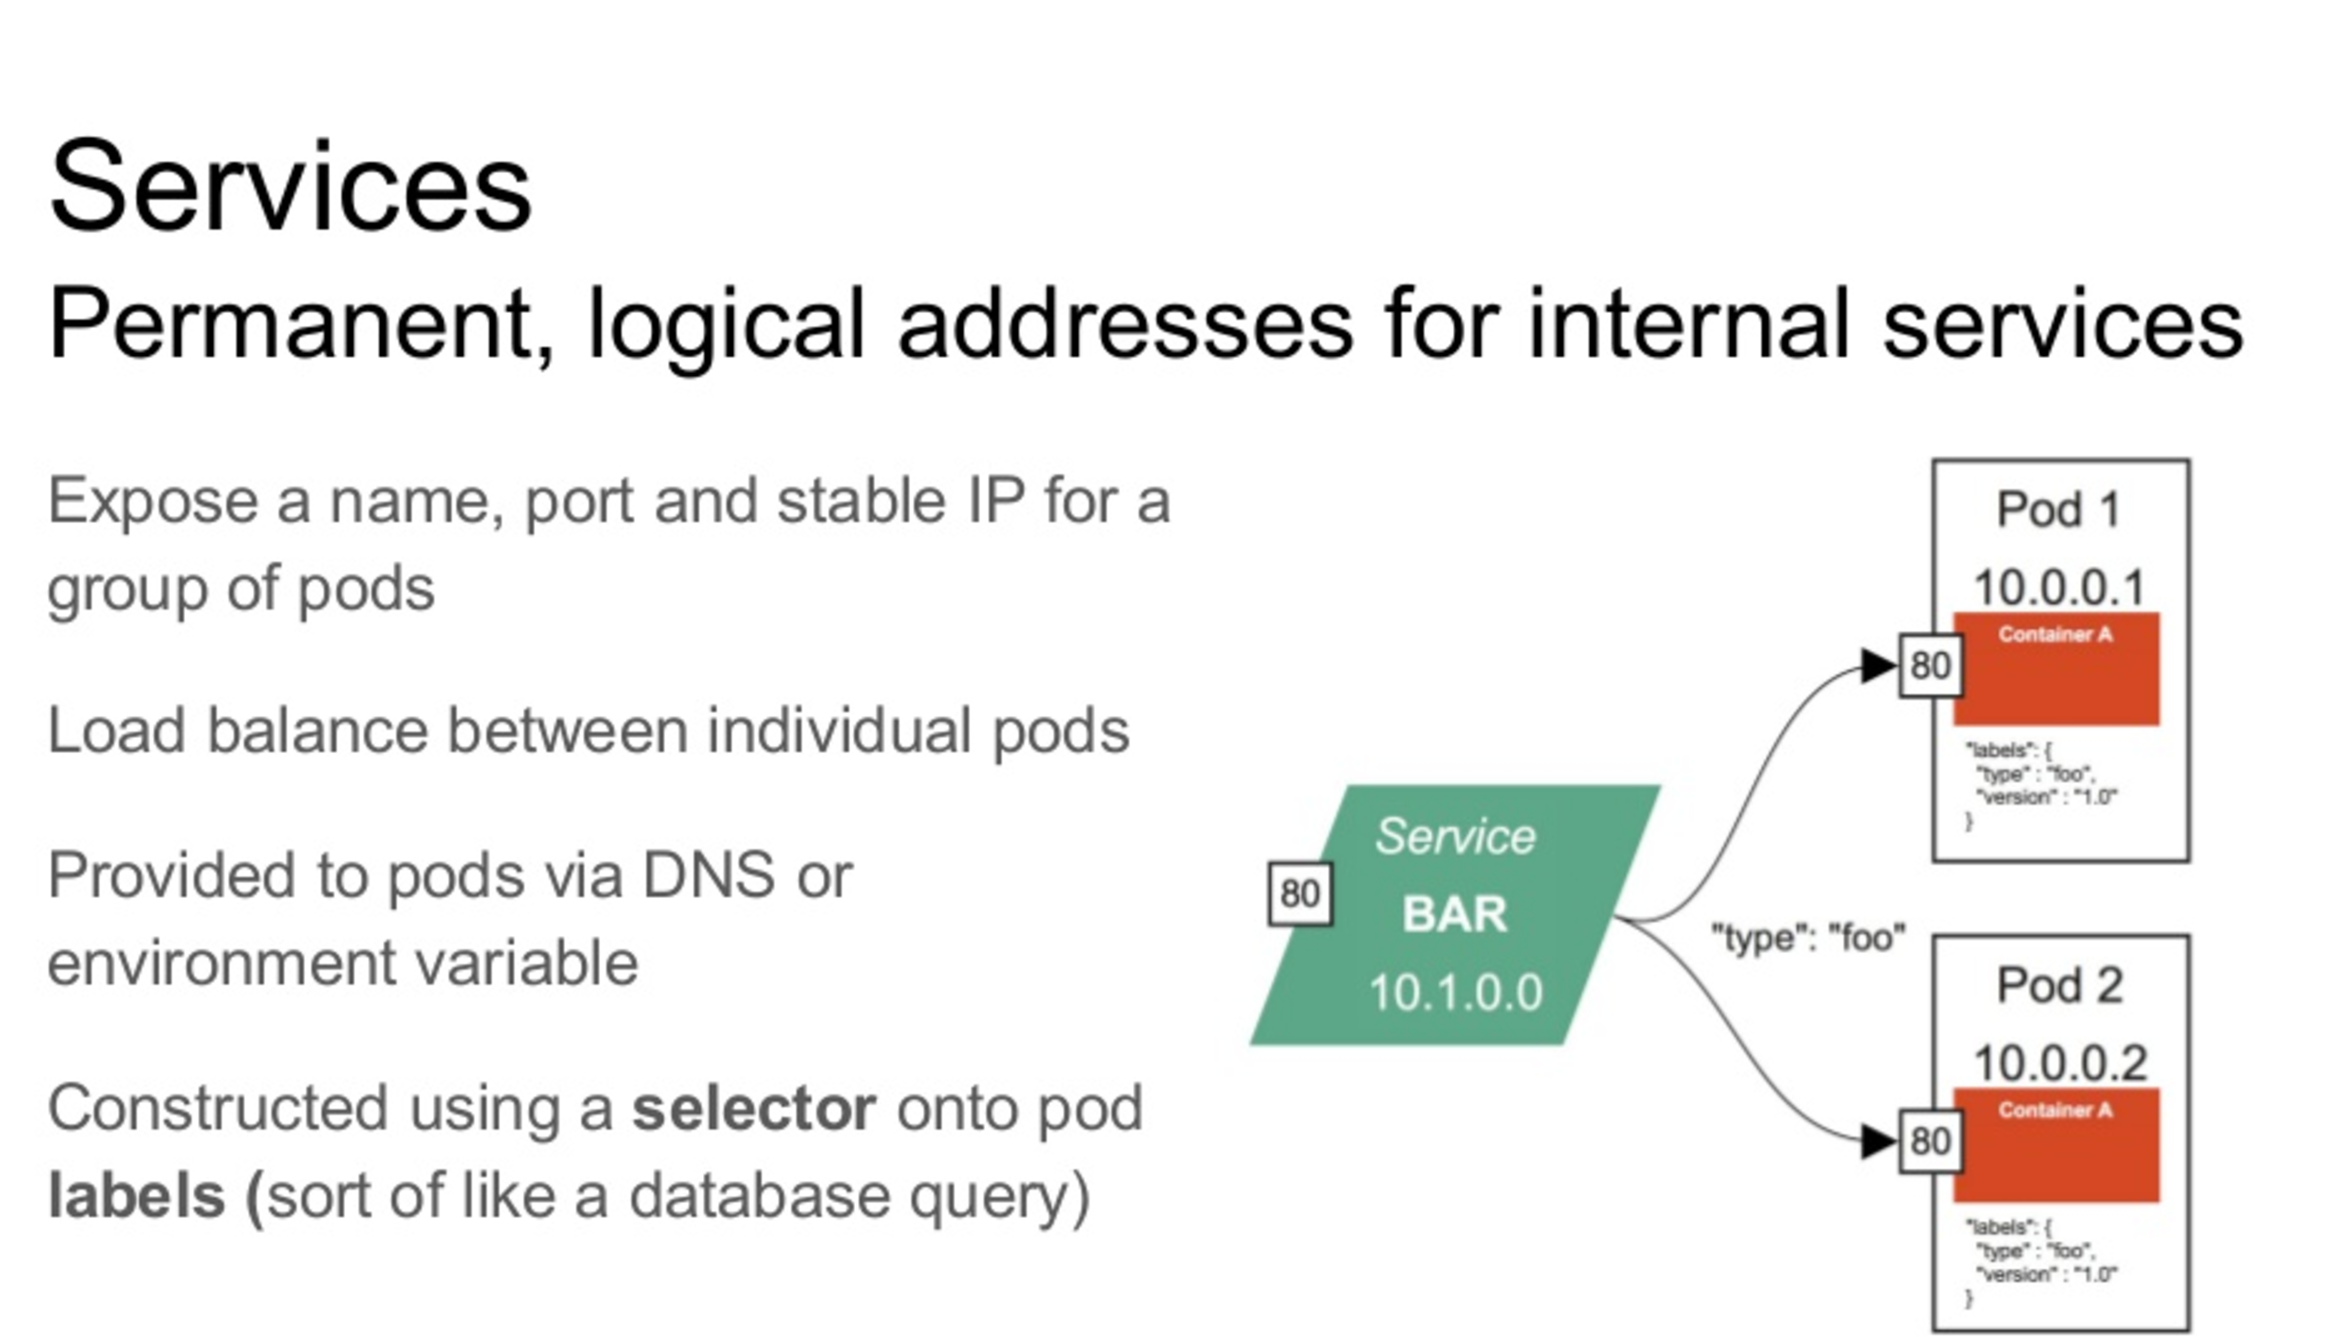 Services
Permanent, logical addresses for internal services
Expose a name, port and stable IP for a
group of pods
Load balance between individual pods
Provided to pods via DNS or
environment variable
Constructed using a selector onto pod
labels (sort of like a database query)
80
Service
BAR
10.1.0.0
"type": "foo"
Pod 1
10.0.0.1
Container A
80
"labels": {
"type" : "foo",
"version" : "1.0"
}
Pod 2
10.0.0.2
Container A
80
"labels": {
"type" : "foo",
"version" : "1.0"
}